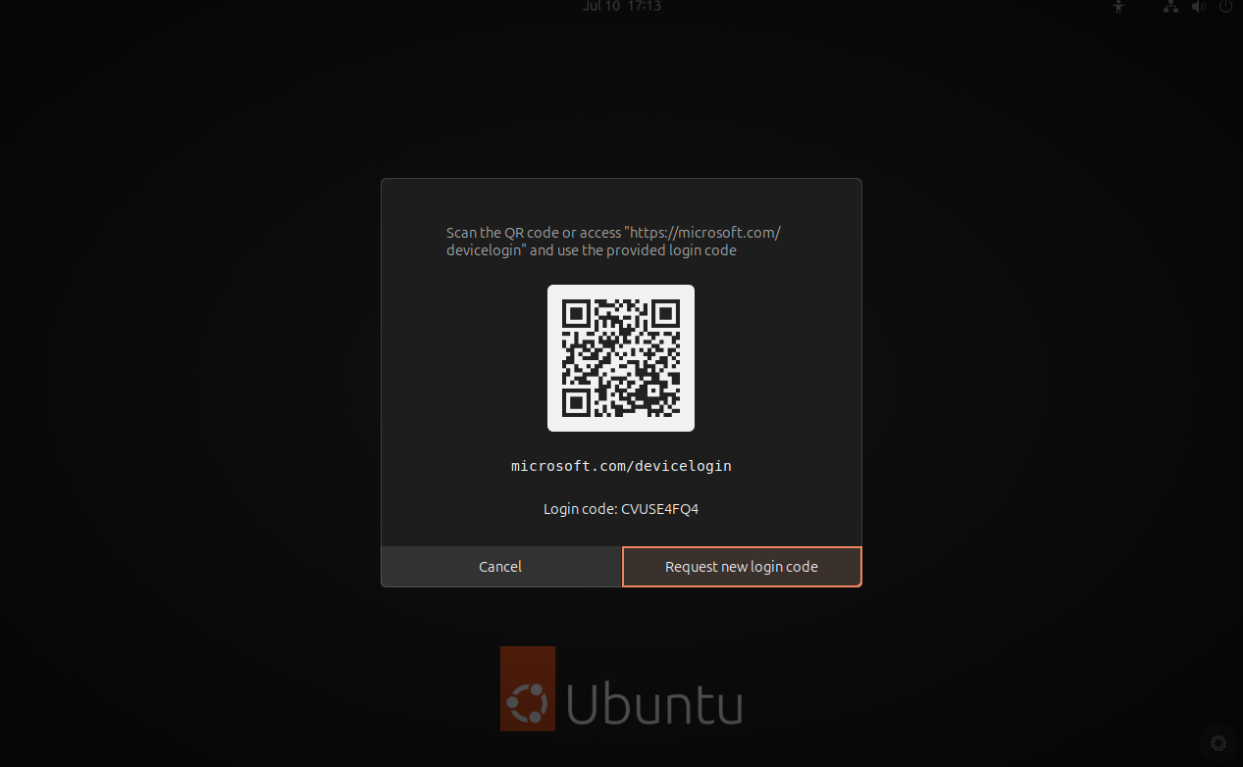 Jul 10 17:13
Scan the QR code or access "https://microsoft.com/
devicelogin" and use the provided login code
microsoft.com/devicelogin
Login code: CVUSE4FQ4
Cancel
Request new login code
Ubuntu